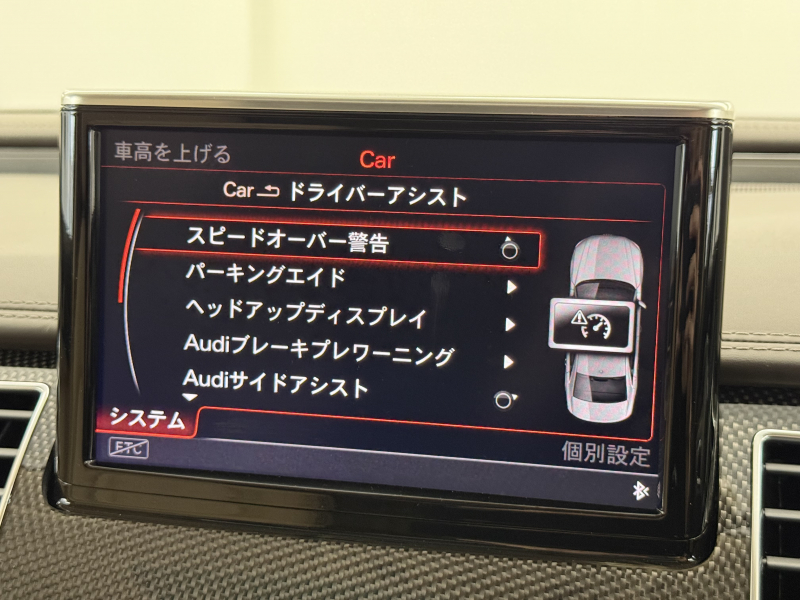 車高を上げる
Car
Car ドライバーアシスト
スピードオーバー警告
パーキングエイド
ヘッドアップディスプレイ
Audiブレーキプレワーニング
Audiサイドアシスト
システム
ETC
個別設定